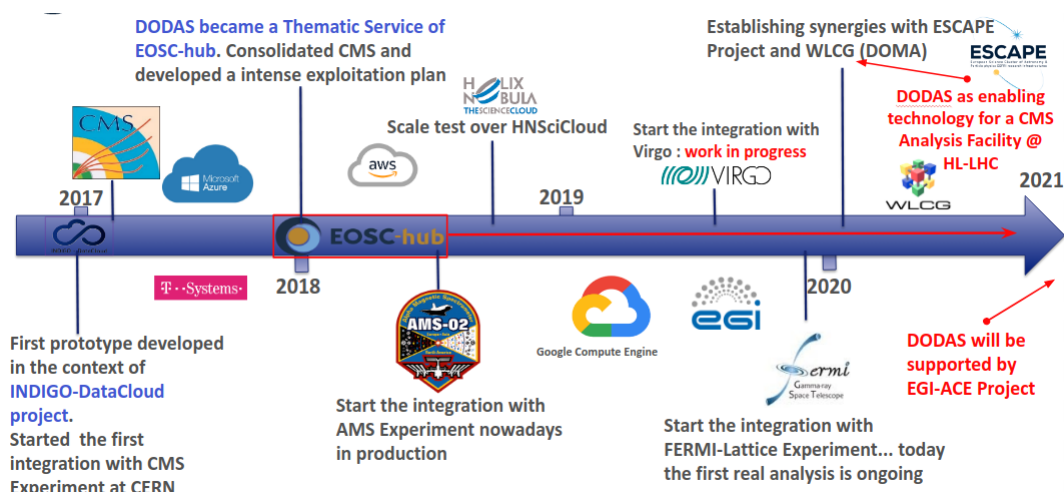 DODAS became a Thematic Service of
EOSC-hub. Consolidated CMS and
developed a intense exploitation plan
Establishing synergies with ESCAPE
Project and WLCG (DOMA)
ESCAPE
HELIX
NEBULA
THESCIENCECLOUD
Scale test over HNSciCloud
CMS
Microsoft
Azure
aws
Start the integration with
Virgo : work in progress
VIRGO
DODAS as enabling
technology for a CMS
Analysis Facility @
HL-LHC
WLCG
2017
2019
2021
EOSC-hub
2018
2020
T··Systems·
AMS-02
Google Compute Engine
egi
Fermi
Gamma-ray
Space Telescope
First prototype developed
in the context of
INDIGO-DataCloud
project.
Started the first
integration with CMS
Experiment at CERN
Start the integration with
AMS Experiment nowadays
in production
Start the integration with
FERMI-Lattice Experiment... today
the first real analysis is ongoing
DODAS will be
supported by
EGI-ACE Project